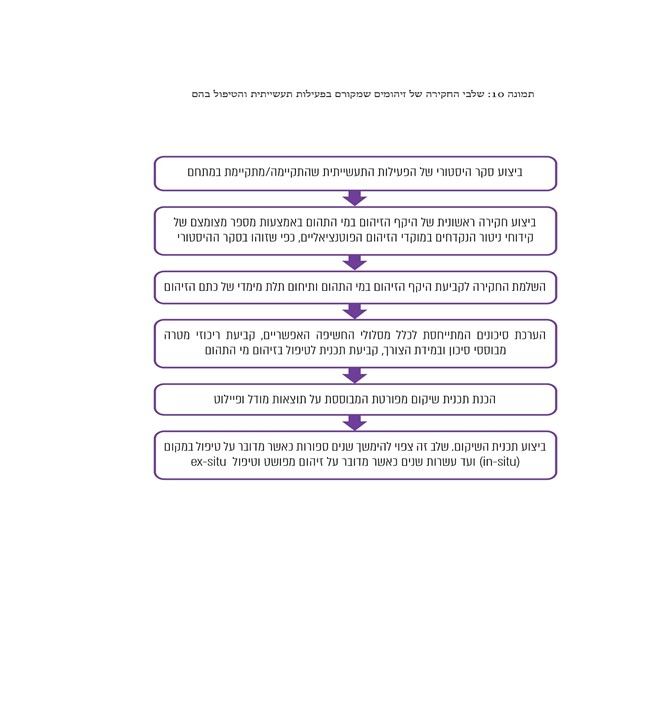 תמונה 10: שלבי החקירה של זיהומים שמקורם בפעילות תעשייתית והטיפול בהם
ביצוע סקר היסטורי של הפעילות התעשייתית שהתקיימה/מתקיימת במתחם
ביצוע חקירה ראשונית של היקף הזיהום במי התהום באמצעות מספר מצומצם של
קידוחי ניטור הנקדחים במוקדי הזיהום הפוטנציאליים, כפי שזוהו בסקר ההיסטורי
השלמת החקירה לקביעת היקף הזיהום במי התהום ותיחום תלת מימדי של כתם הזיהום
הערכת סיכונים המתייחסת לכלל מסלולי החשיפה האפשריים, קביעת ריכוזי מטרה
מבוססי סיכון ובמידת הצורך, קביעת תכנית לטיפול בזיהום מי התהום
הכנת תכנית שיקום מפורטת המבוססת על תוצאות מודל ופיילוט
ביצוע תכנית השיקום. שלב זה צפוי להימשך שנים ספורות כאשר מדובר על טיפול במקום
(in-situ) ועד עשרות שנים כאשר מדובר על זיהום מפושט וטיפול ex-situ